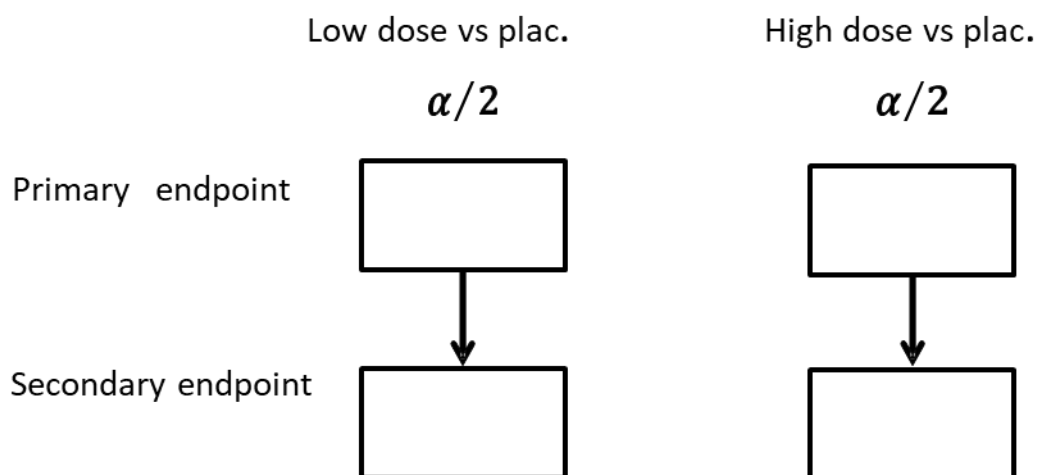 Low dose vs plac. High dose vs plac.
α/2 α/2
Primary endpoint
Secondary endpoint